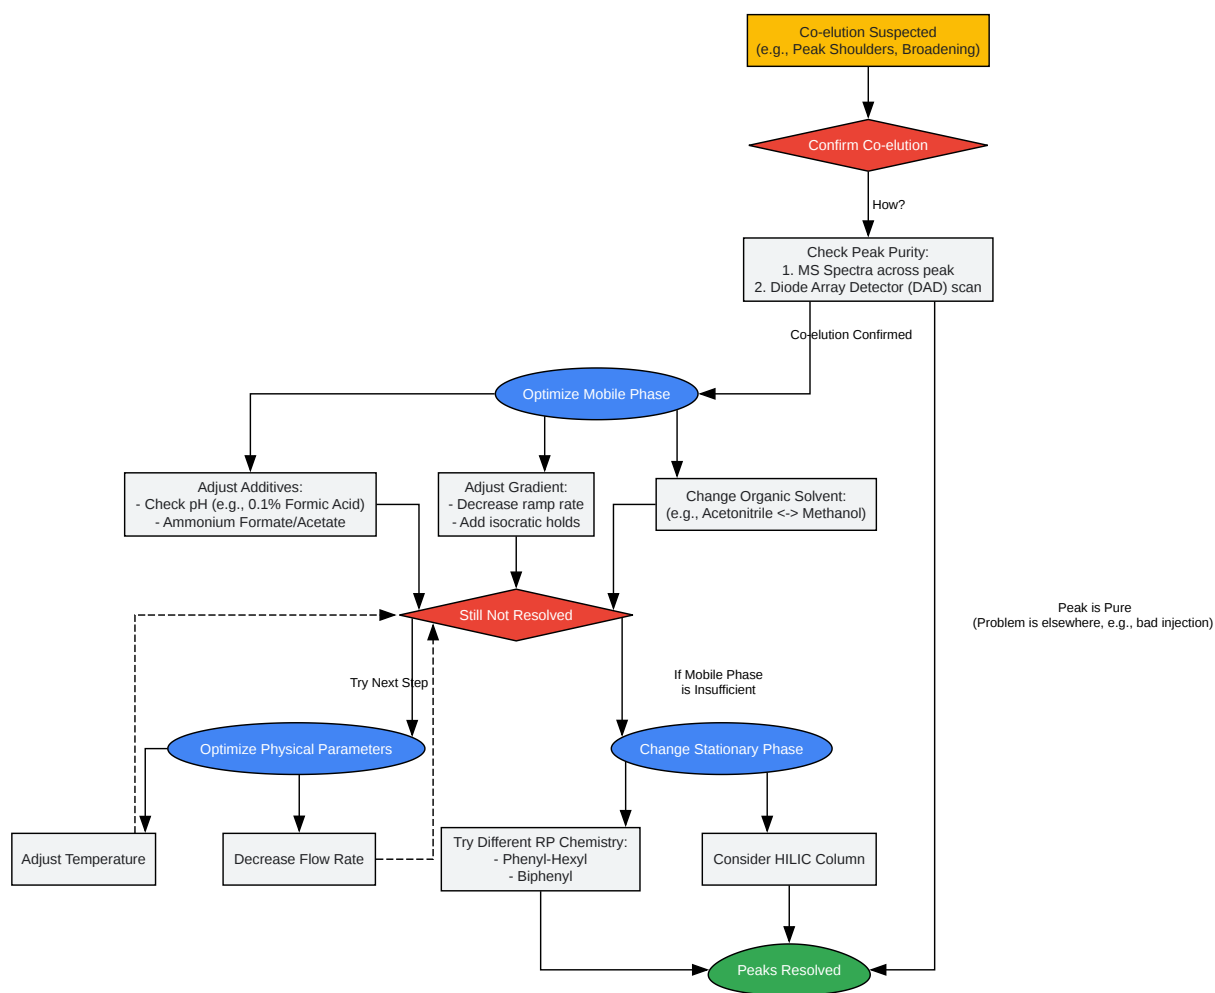 Co-elution Suspected
(e.g., Peak Shoulders, Broadening)
Confirm Co-elution
How?
Check Peak Purity:
1. MS Spectra across peak
2. Diode Array Detector (DAD) scan
Co-elution Confirmed
Optimize Mobile Phase
Adjust Additives:
- Check pH (e.g., 0.1% Formic Acid)
- Ammonium Formate/Acetate
Adjust Gradient:
- Decrease ramp rate
- Add isocratic holds
Change Organic Solvent:
(e.g., Acetonitrile <-> Methanol)
Still Not Resolved
Peak is Pure
(Problem is elsewhere, e.g., bad injection)
Try Next Step
If Mobile Phase
is Insufficient
Optimize Physical Parameters
Change Stationary Phase
Adjust Temperature
Decrease Flow Rate
Try Different RP Chemistry:
- Phenyl-Hexyl
- Biphenyl
Consider HILIC Column
Peaks Resolved